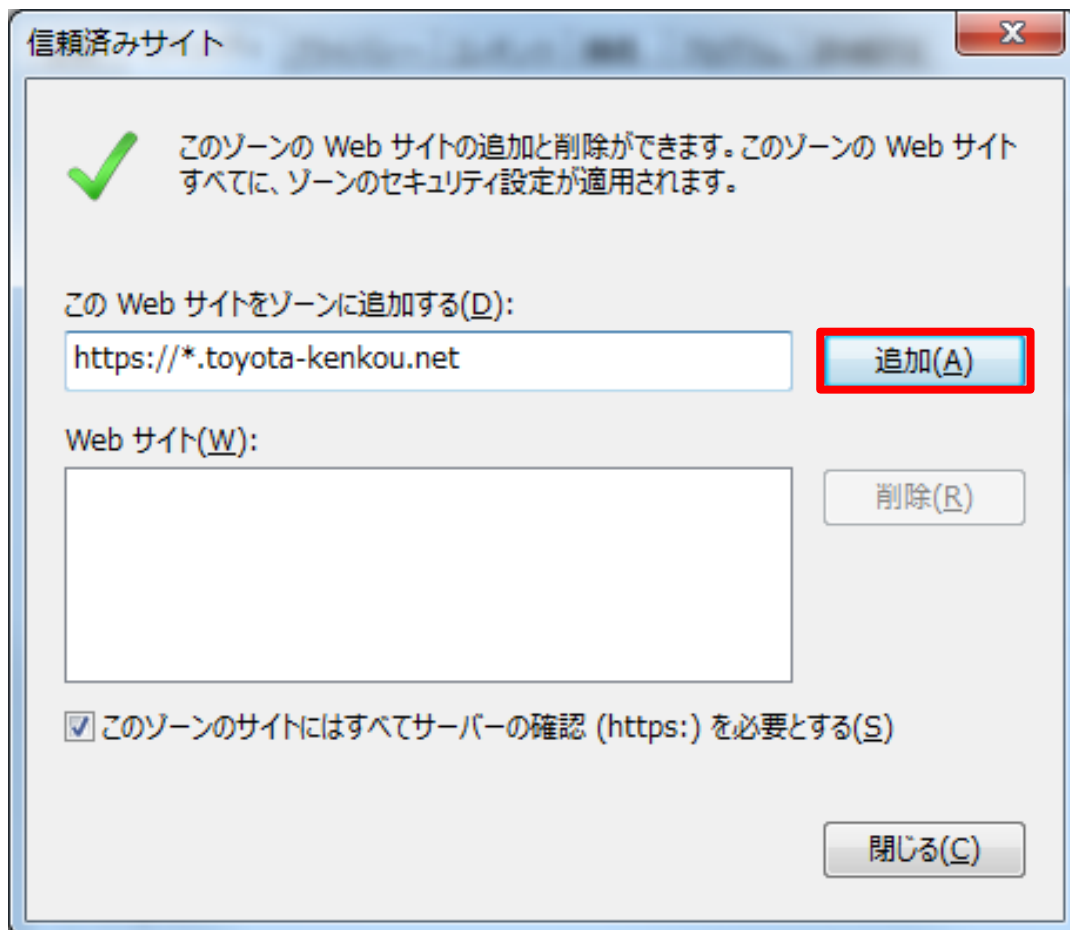 信頼済みサイト
このゾーンの Web サイトの追加と削除ができます。このゾーンの Web サイト
すべてに、ゾーンのセキュリティ設定が適用されます。
この Web サイトをゾーンに追加する(D):
https://*.toyota-kenkou.net
追加(A)
Web サイト(W):
削除(R)
このゾーンのサイトにはすべてサーバーの確認 (https:) を必要とする(S)
閉じる(C)